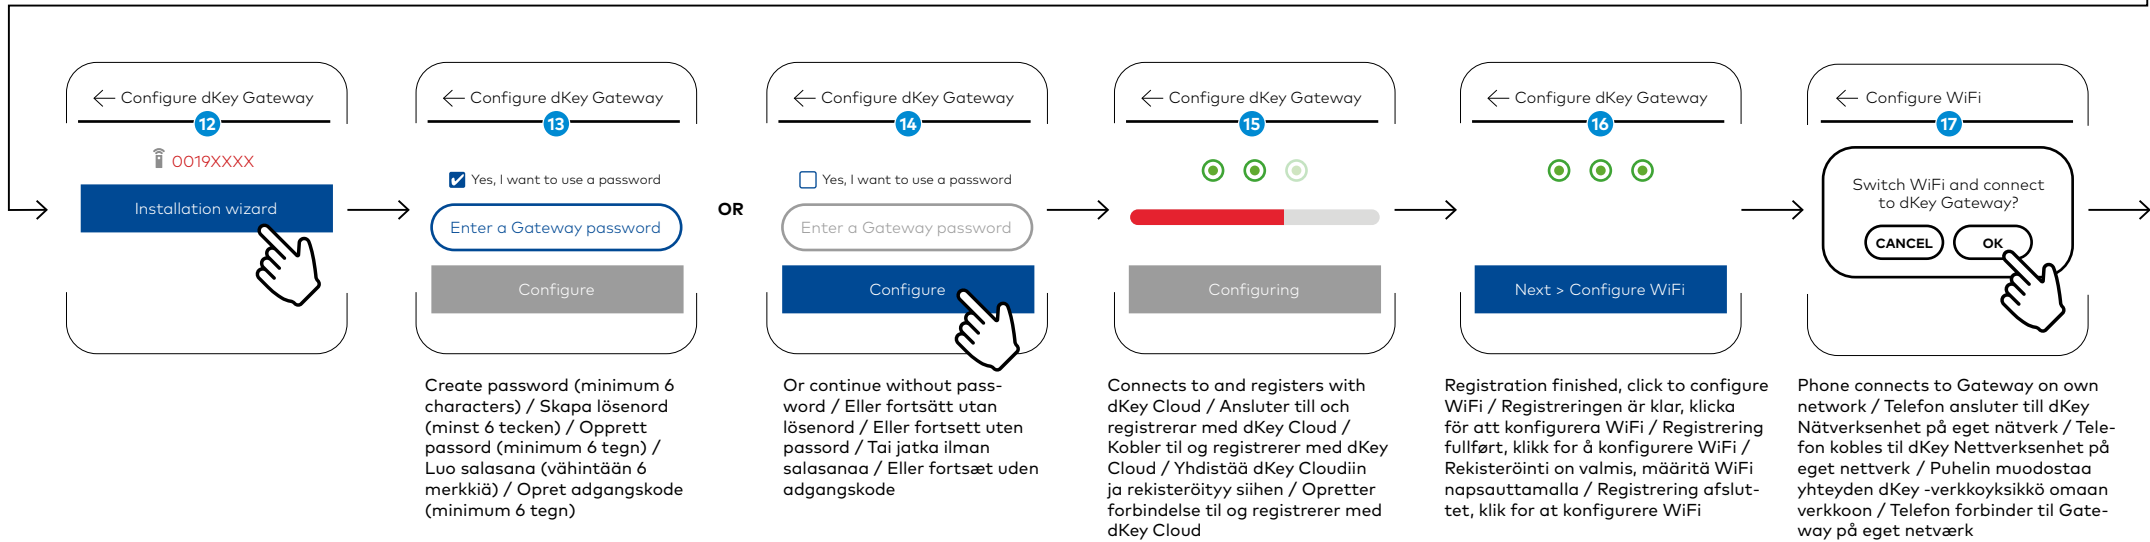 Configure dKey Gateway
12
0019XXXX
Installation wizard
Configure dKey Gateway
13
Yes, I want to use a password
Enter a Gateway password
Configure
Create password (minimum 6
characters) / Skapa lösenord
(minst 6 tecken) / Opprett
passord (minimum 6 tegn) /
Luo salasana (vähintään 6
merkkiä) / Opret adgangskode
(minimum 6 tegn)
OR
Configure dKey Gateway
14
Yes, I want to use a password
Enter a Gateway password
Configure
Or continue without pass-
word / Eller fortsätt utan
lösenord / Eller fortsett uten
passord / Tai jatka ilman
salasanaa / Eller fortsæt uden
adgangskode
Configure dKey Gateway
15
Configuring
Connects to and registers with
dKey Cloud / Ansluter till och
registrerar med dKey Cloud /
Kobler til og registrerer med dKey
Cloud / Yhdistää dKey Cloudiin
ja rekisteröityy siihen / Opretter
forbindelse til og registrerer med
dKey Cloud
Configure dKey Gateway
16
Next > Configure WiFi
Registration finished, click to configure
WiFi / Registreringen är klar, klicka
för att konfigurera WiFi / Registrering
fullført, klikk for å konfigurere WiFi /
Rekisteröinti on valmis, määritä WiFi
napsauttamalla / Registrering afslut-
tet, klik for at konfigurere WiFi
Configure WiFi
17
Switch WiFi and connect
to dKey Gateway?
CANCEL
OK
Phone connects to Gateway on own
network / Telefon ansluter till dKey
Nätverksenhet på eget nätverk / Tele-
fon kobles til dKey Nettverksenhet på
eget nettverk / Puhelin muodostaa
yhteyden dKey -verkkoyksikkö omaan
verkkoon / Telefon forbinder til Gate-
way på eget netværk